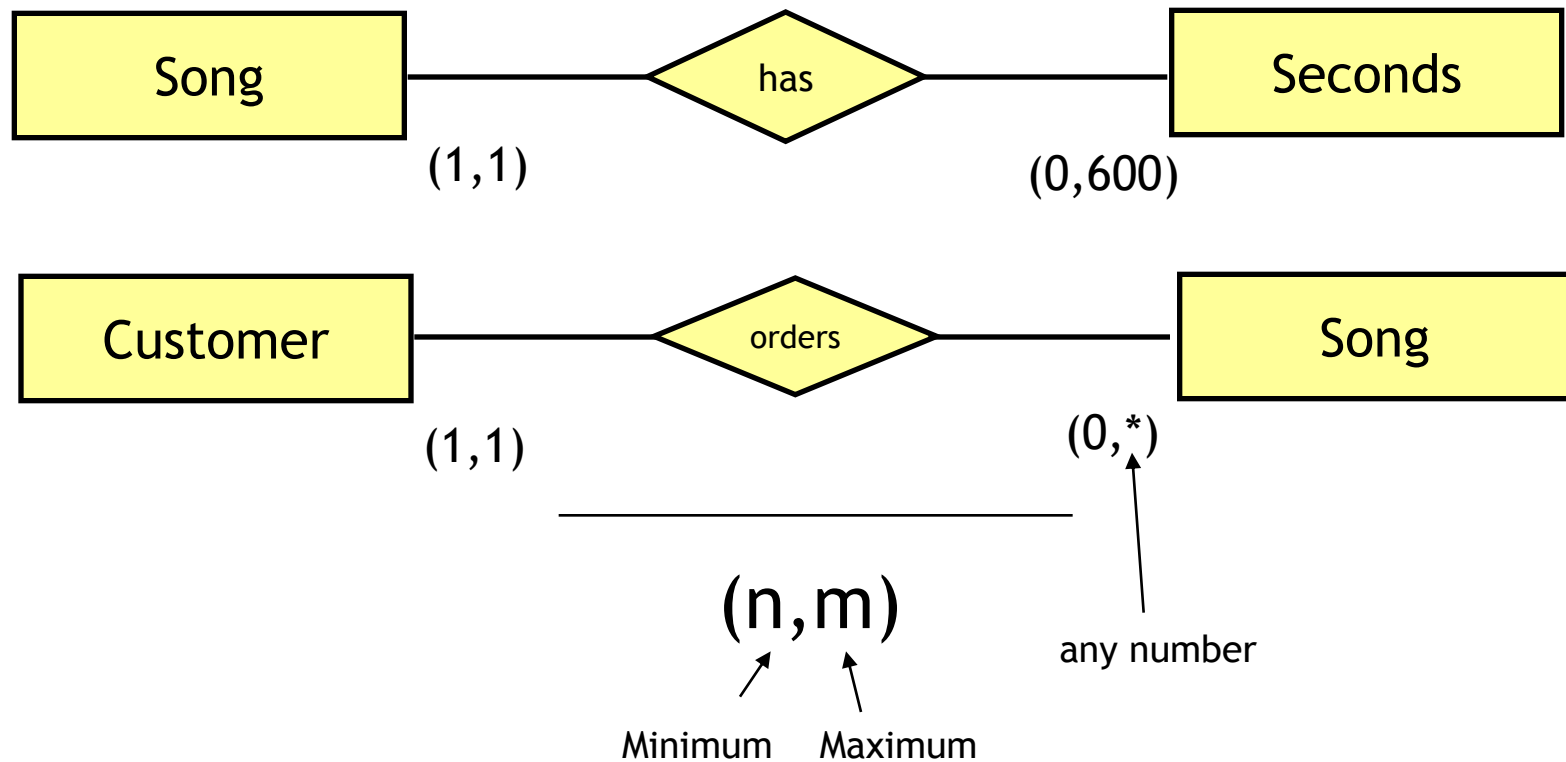 Song has Seconds
(1,1) (0,600)
Customer orders Song
(1,1) (0,*)
(n,m)
any number
Minimum Maximum